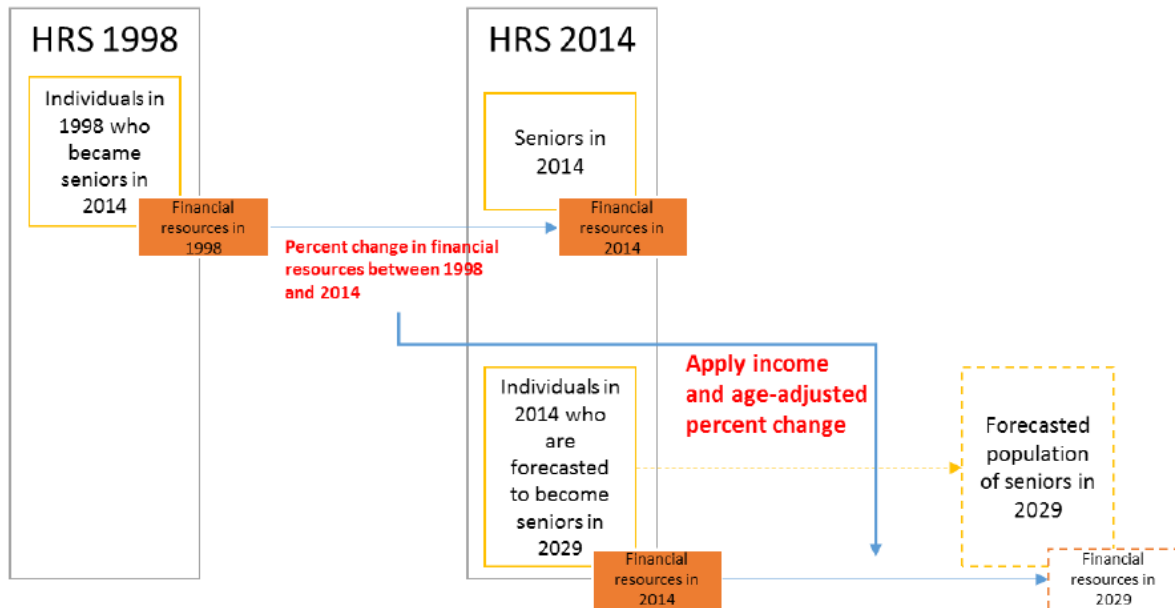 HRS 1998
Individuals in
1998 who
became
seniors in
2014
Financial
resources in
1998
Percent change in financial
resources between 1998
and 2014
HRS 2014
Seniors in
2014
Financial
resources in
2014
Individuals in
2014 who are
forecasted
to become
seniors in
2029
Financial
resources in
2014
Apply income
and age-adjusted
percent change
Forecasted
population
of seniors in
2029
Financial
resources in
2029